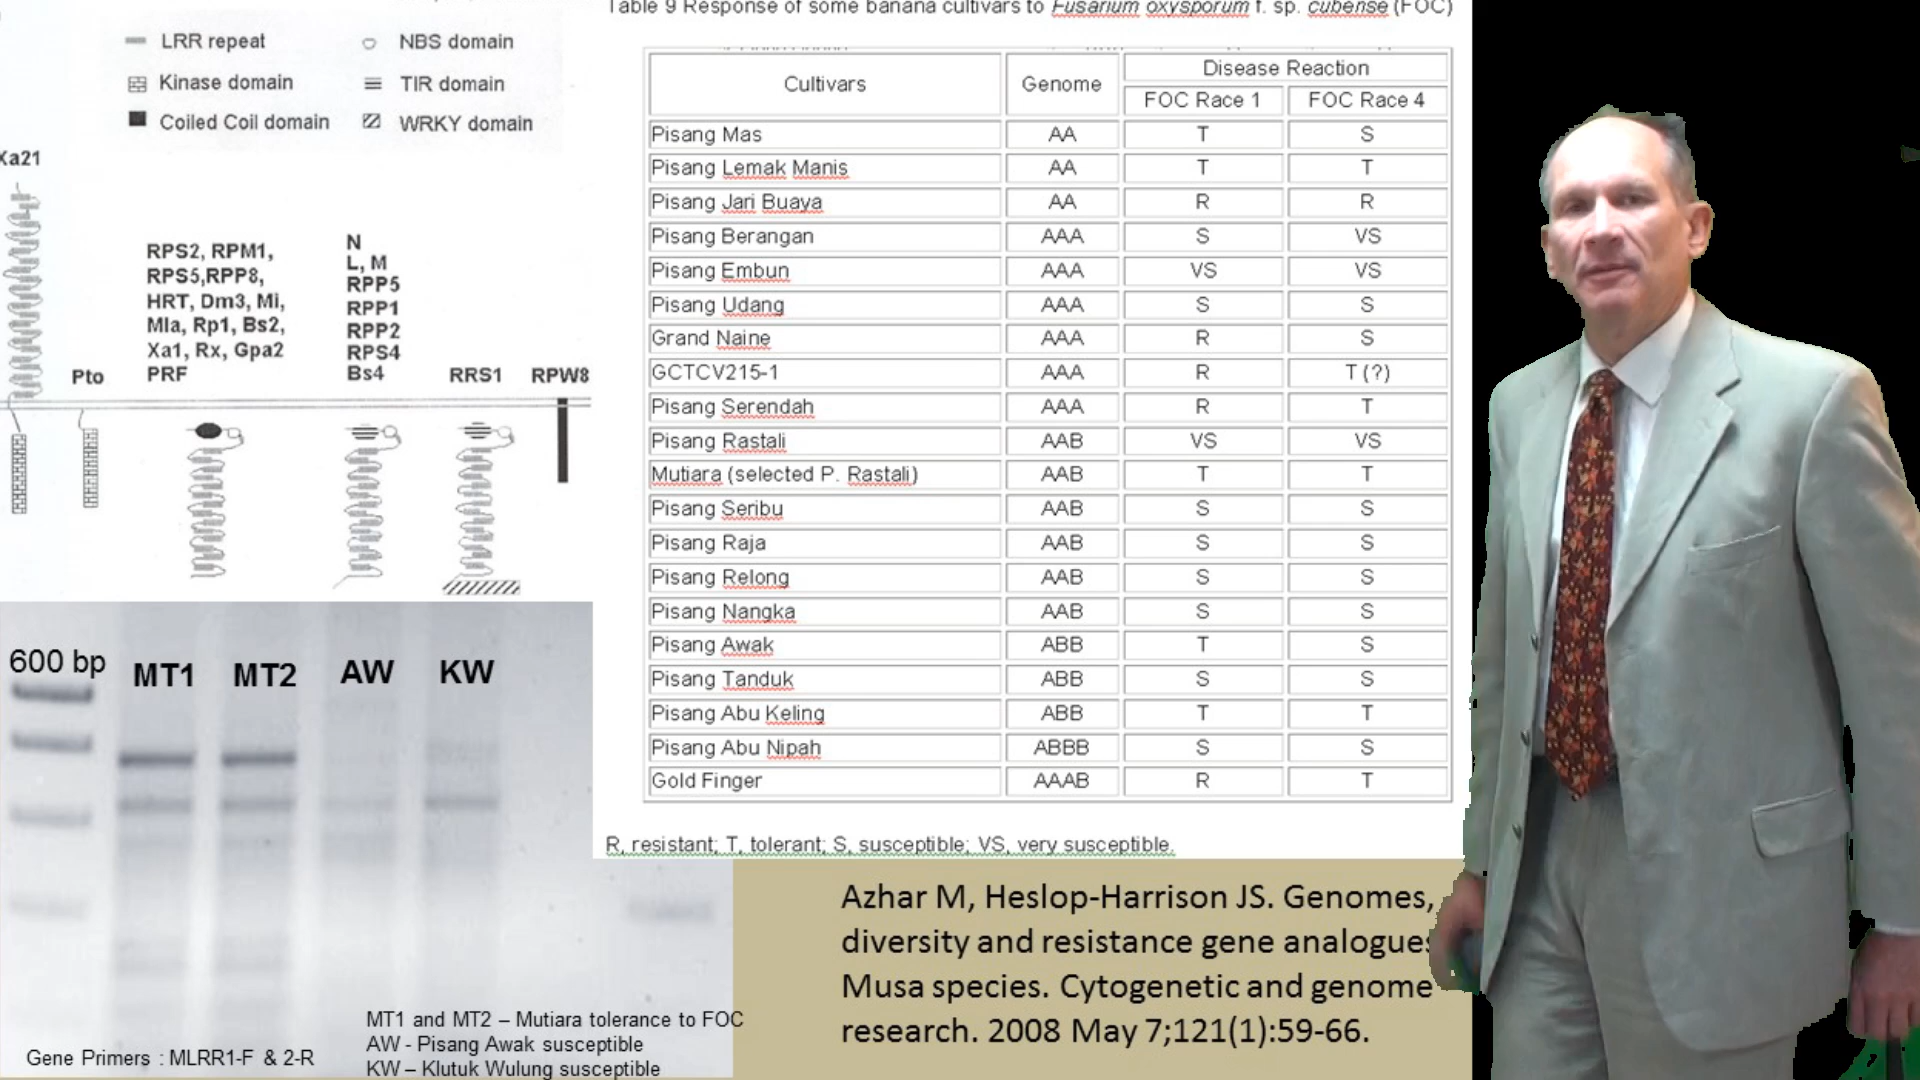 Table 9 Response of some banana cultivars to Fusarium oxysporum f. sp. cubense (FOC)
LRR repeat
NBS domain
Kinase domain
TIR domain
Coiled Coil domain
WRKY domain
Xa21
RPS2, RPM1,
RPS5,RPP8,
HRT, Dm3, Mi,
Mla, Rp1, Bs2,
Xa1, Rx, Gpa2
PRF
N
L, M
RPP5
RPP1
RPP2
RPS4
Bs4
Pto
RRS1
RPW8
Cultivars Genome Disease Reaction
FOC Race 1 FOC Race 4
Pisang Mas AA T S
Pisang Lemak Manis AA T T
Pisang Jari Buaya AA R R
Pisang Berangan AAA S VS
Pisang Embun AAA VS VS
Pisang Udang AAA S S
Grand Naine AAA R S
GCTCV215-1 AAA R T (?)
Pisang Serendah AAA R T
Pisang Rastali AAB VS VS
Mutiara (selected P. Rastali) AAB T T
Pisang Seribu AAB S S
Pisang Raja AAB S S
Pisang Relong AAB S S
Pisang Nangka AAB S S
Pisang Awak ABB T S
Pisang Tanduk ABB S S
Pisang Abu Keling ABB T T
Pisang Abu Nipah ABBB S S
Gold Finger AAAB R T
R, resistant; T, tolerant; S, susceptible; VS, very susceptible.
600 bp
MT1 MT2 AW KW
Gene Primers : MLRR1-F & 2-R
MT1 and MT2 – Mutiara tolerance to FOC
AW - Pisang Awak susceptible
KW – Klutuk Wulung susceptible
Azhar M, Heslop-Harrison JS. Genomes,
diversity and resistance gene analogues
Musa species. Cytogenetic and genome
research. 2008 May 7;121(1):59-66.